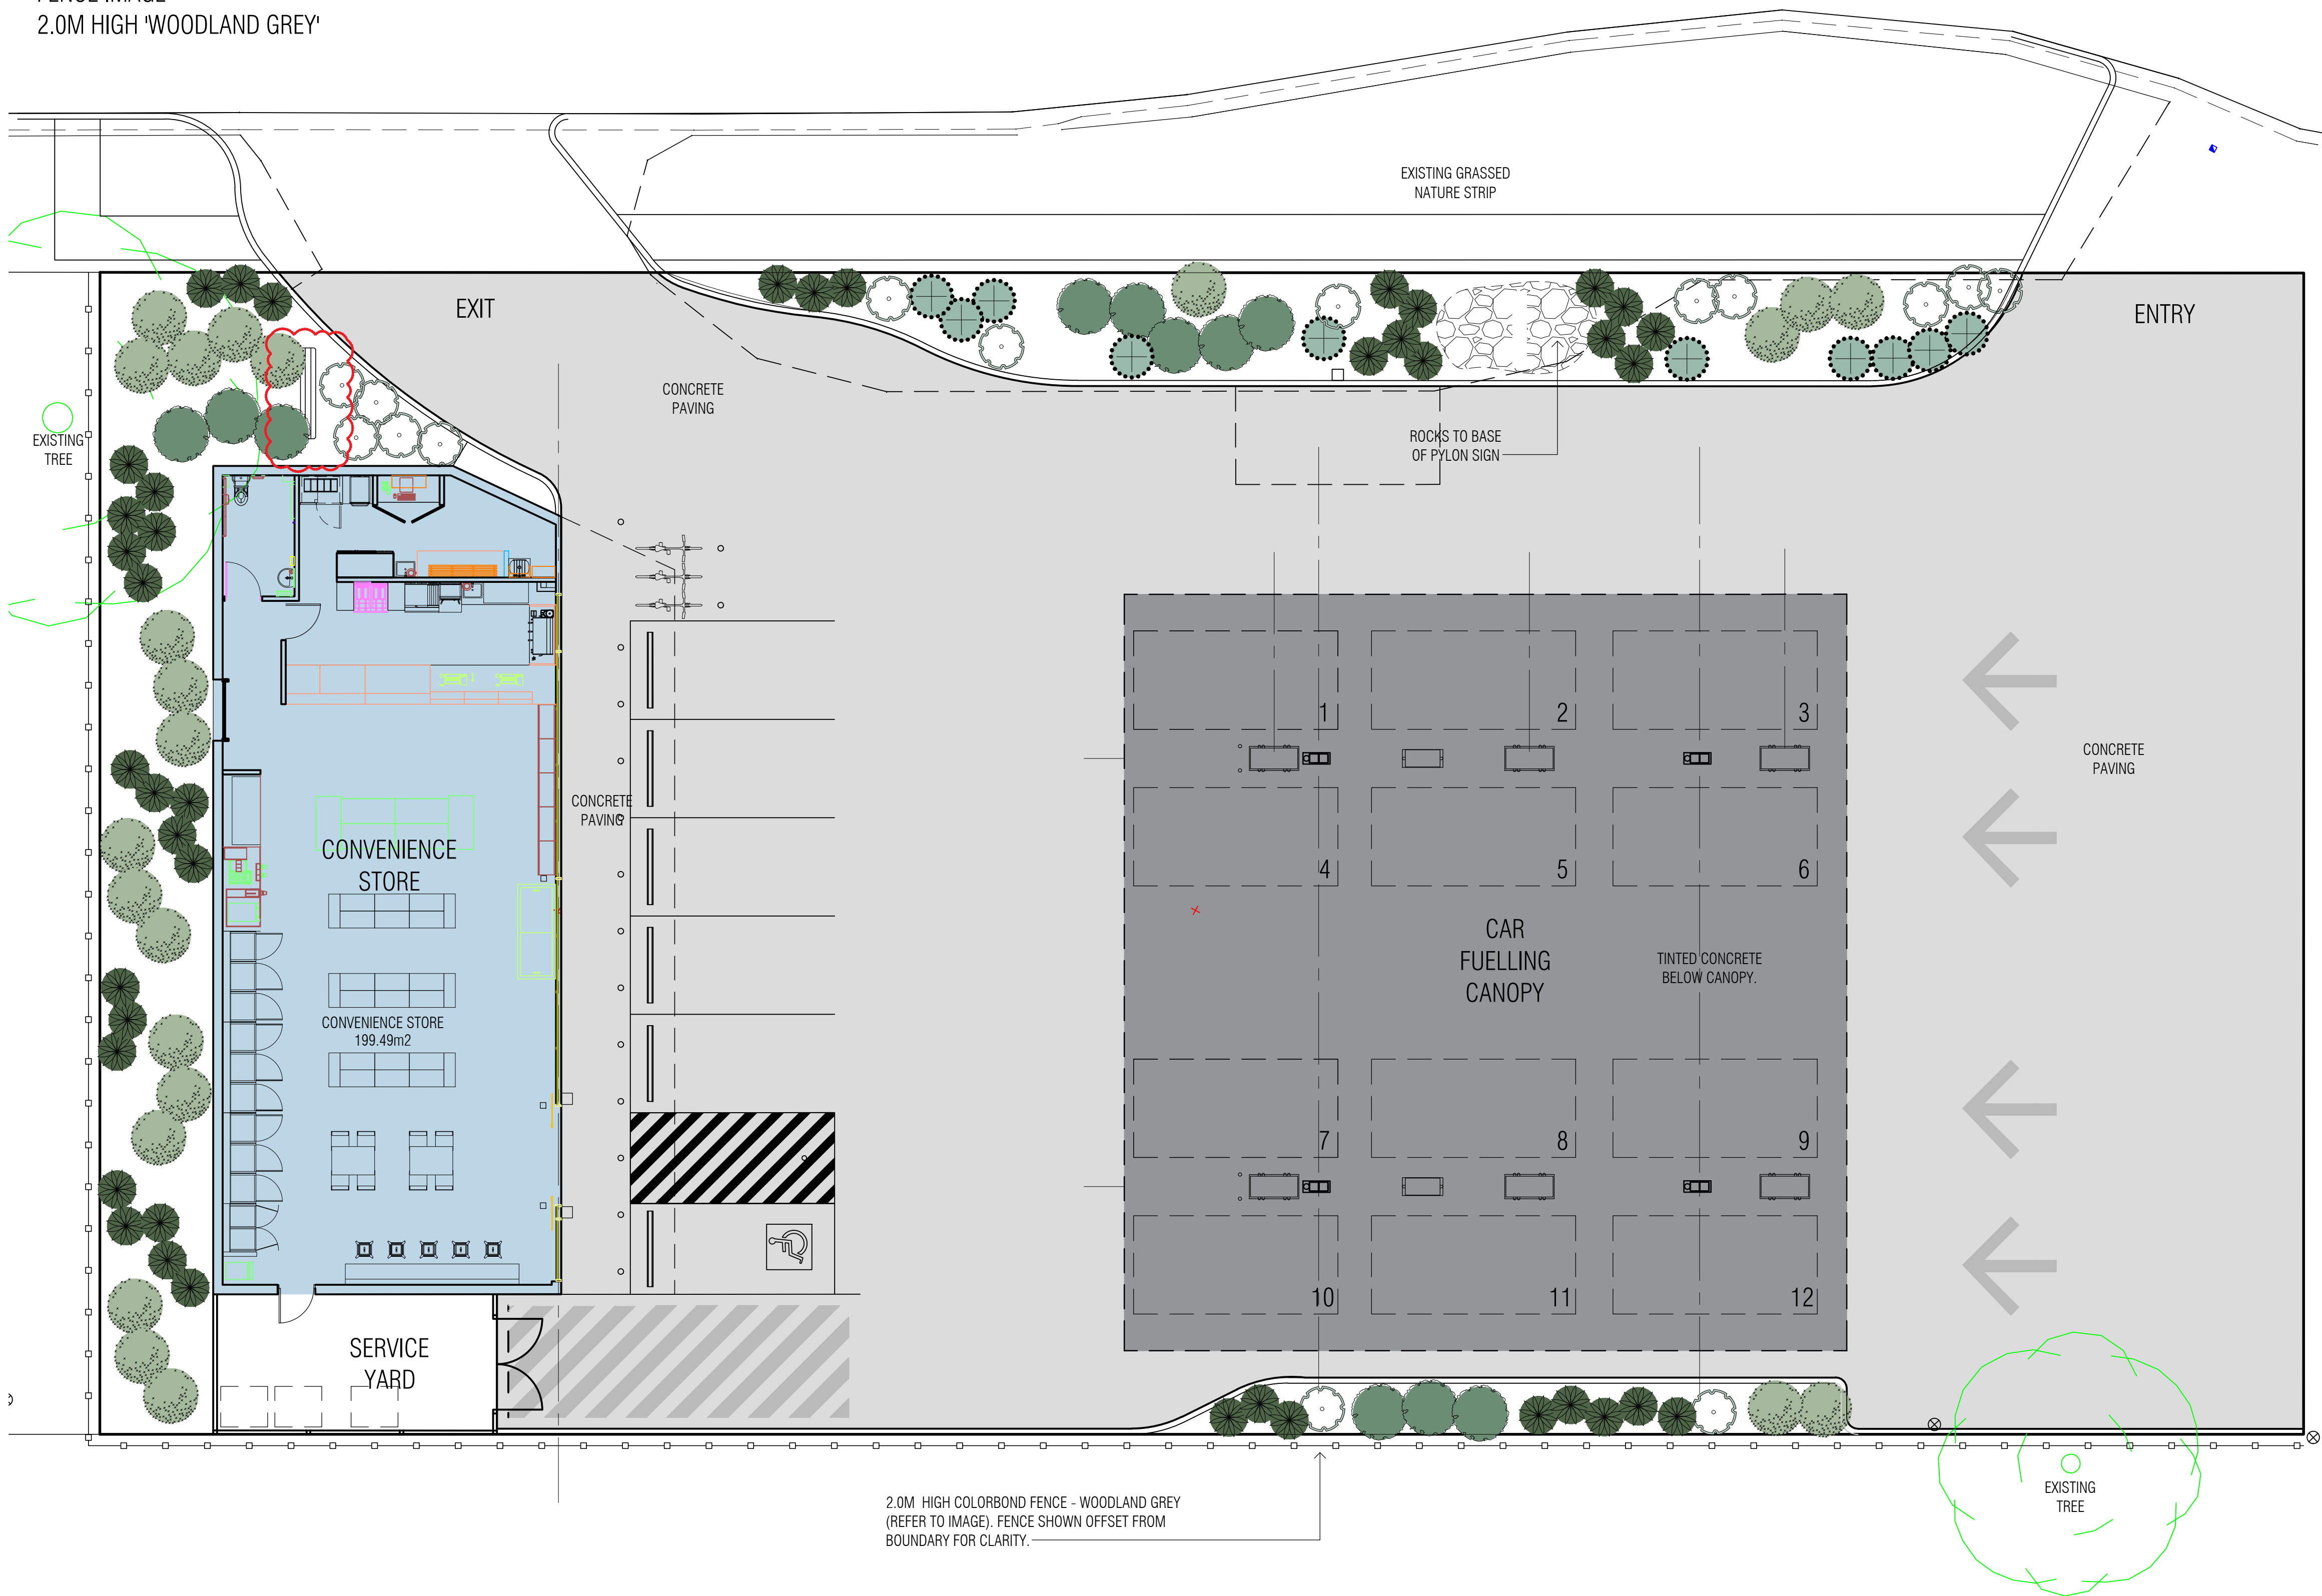 2.0M HIGH 'WOODLAND GREY'
EXISTING GRASSED
NATURE STRIP
EXIT
ENTRY
CONCRETE
PAVING
EXISTING
TREE
ROCKS TO BASE
OF PYLON SIGN
1
2
3
CONCRETE
PAVING
CONCRETE
PAVING
CONVENIENCE
STORE
4
5
6
CAR
FUELLING
CANOPY
TINTED CONCRETE
BELOW CANOPY.
CONVENIENCE STORE
199.49m2
7
8
9
10
11
12
SERVICE
YARD
2.0M HIGH COLORBOND FENCE - WOODLAND GREY
(REFER TO IMAGE). FENCE SHOWN OFFSET FROM
BOUNDARY FOR CLARITY.
EXISTING
TREE